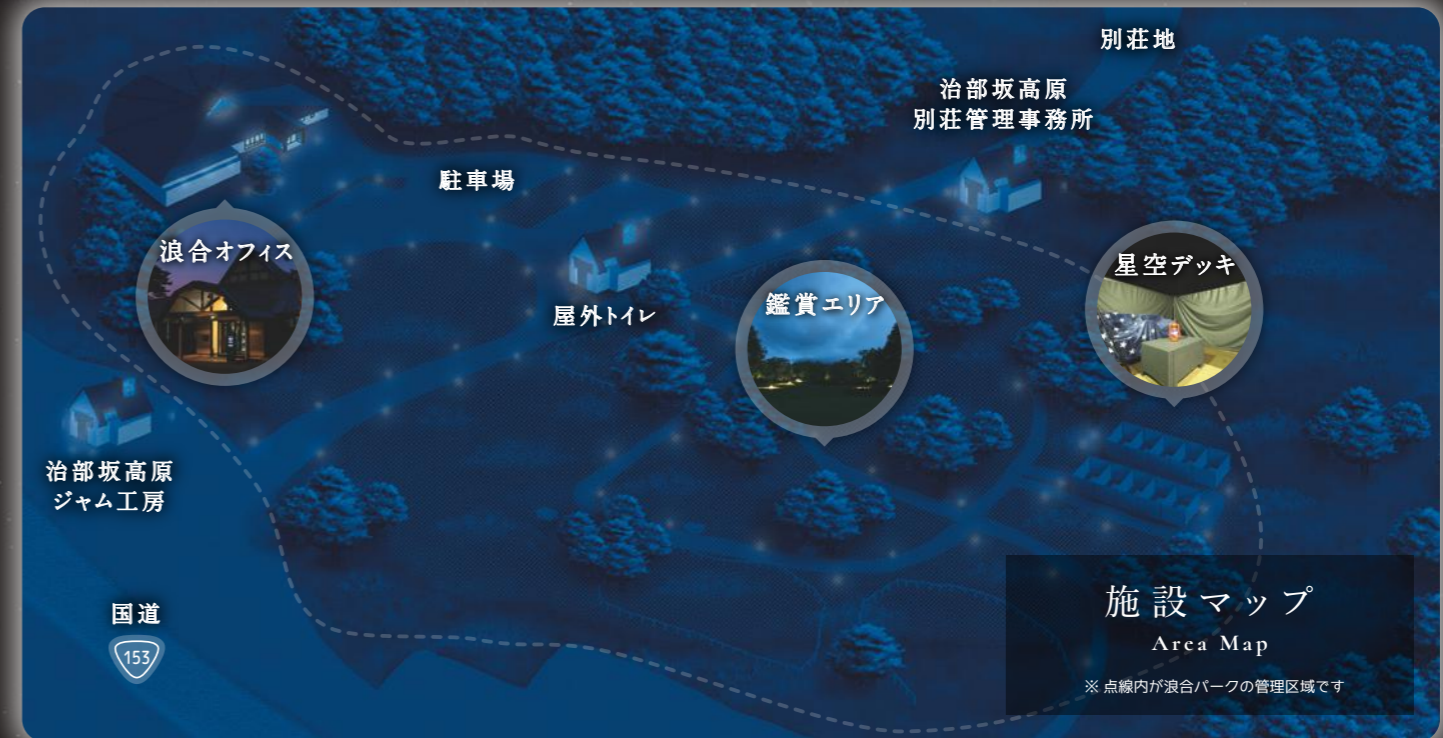 別荘地
治部坂高原
別荘管理事務所
駐車場
浪合オフィス
屋外トイレ
鑑賞エリア
星空デッキ
治部坂高原
ジャム工房
国道
153
施設マップ
Area Map
※ 点線内が浪合パークの管理区域です